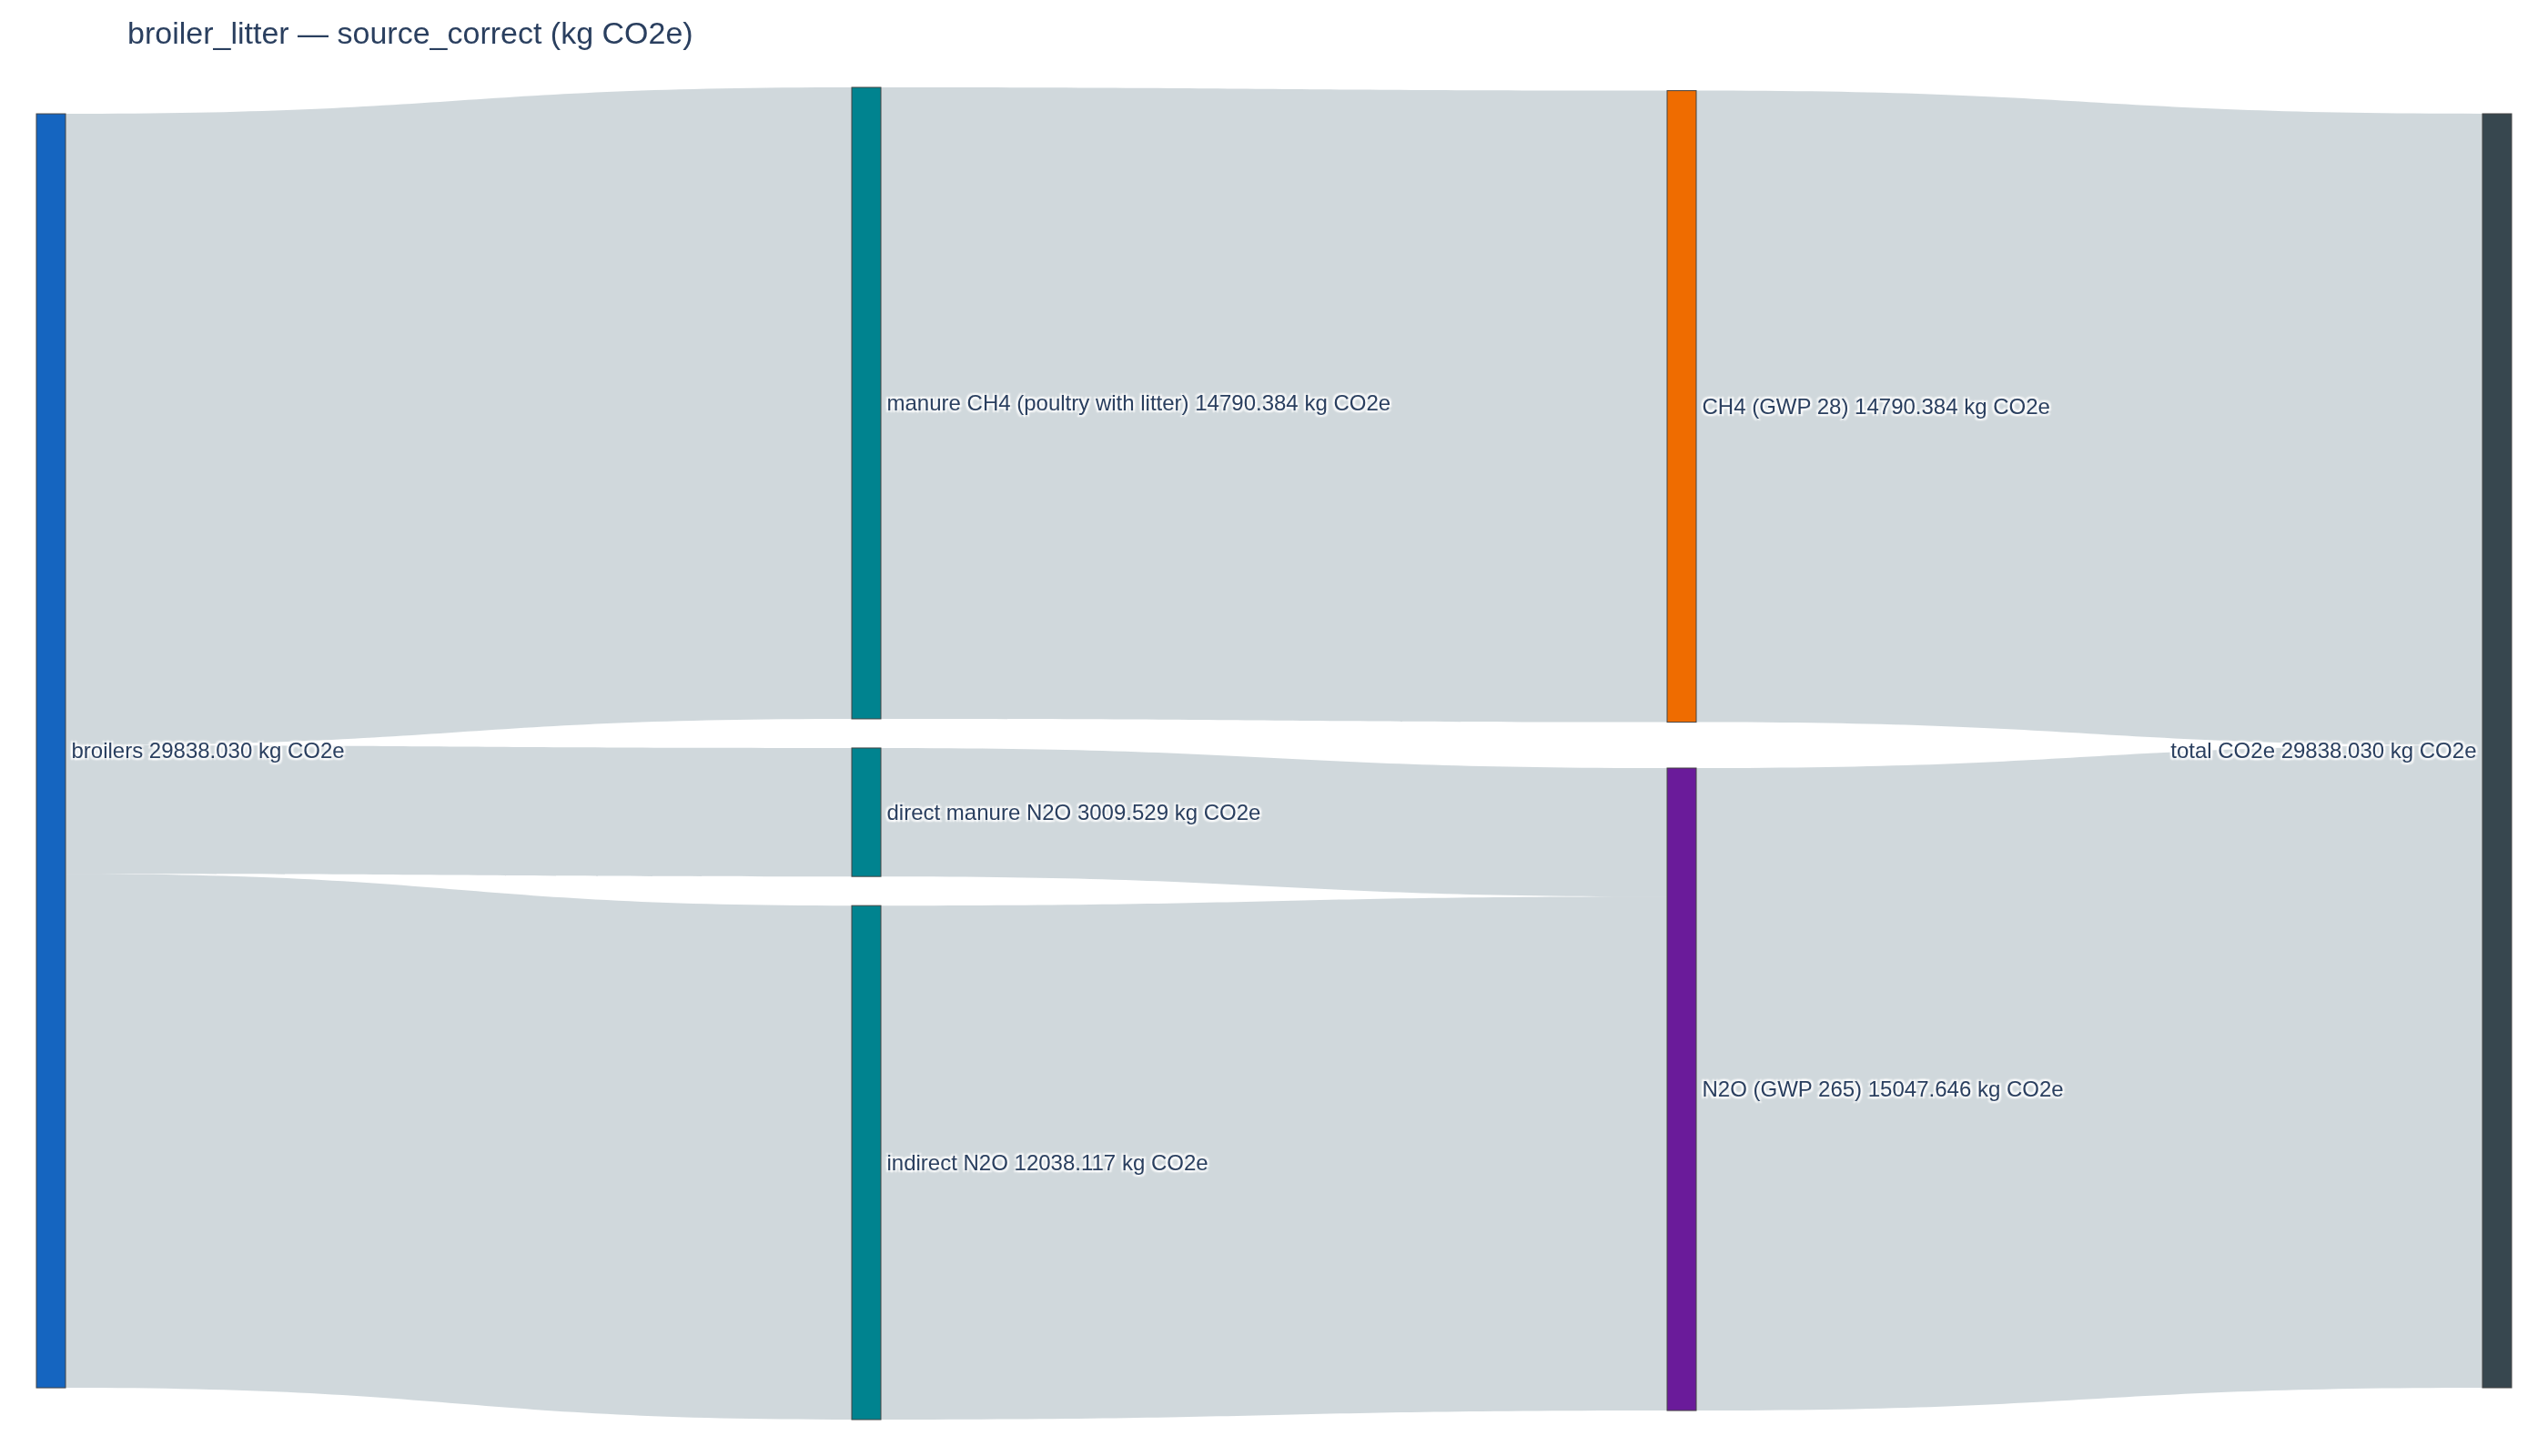 broiler_litter — source_correct (kg CO2e)
manure CH4 (poultry with litter) 14790.384 kg CO2e
CH4 (GWP 28) 14790.384 kg CO2e
broilers 29838.030 kg CO2e
total CO2e 29838.030 kg CO2e
direct manure N2O 3009.529 kg CO2e
N2O (GWP 265) 15047.646 kg CO2e
indirect N2O 12038.117 kg CO2e